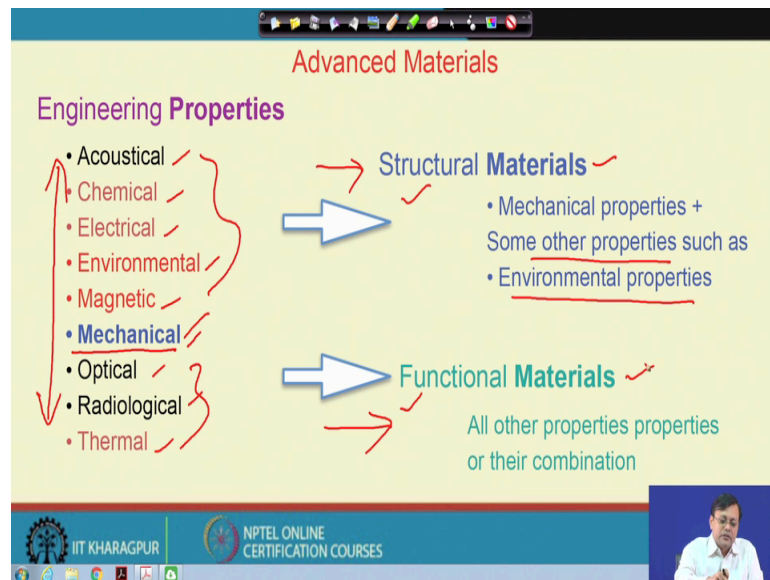 Advanced Materials
Engineering Properties
• Acoustical
• Chemical
• Electrical
• Environmental
• Magnetic
• Mechanical
• Optical
• Radiological
• Thermal
Structural Materials
• Mechanical properties +
Some other properties such as
• Environmental properties
Functional Materials
All other properties properties
or their combination
IIT KHARAGPUR
NPTEL ONLINE
CERTIFICATION COURSES